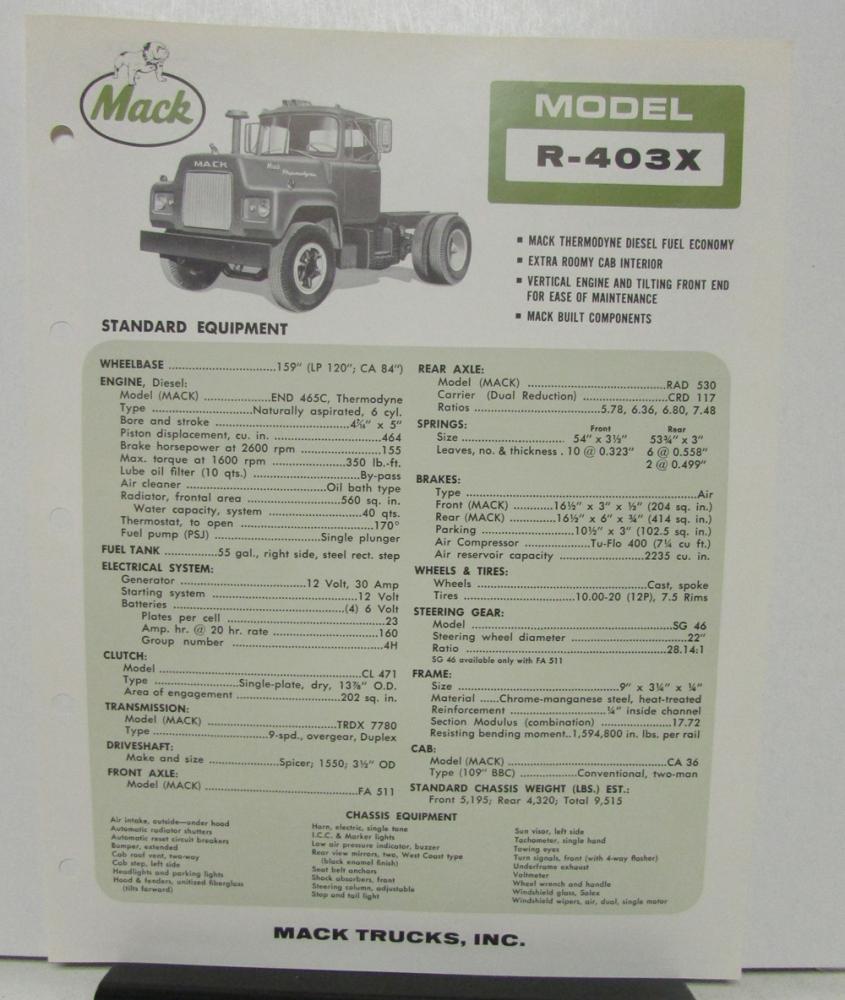 Mack
MACK
Mack
Thermodyne
MODEL
R-403X
▪ MACK THERMODYNE DIESEL FUEL ECONOMY
▪ EXTRA ROOMY CAB INTERIOR
▪ VERTICAL ENGINE AND TILTING FRONT END
FOR EASE OF MAINTENANCE
▪ MACK BUILT COMPONENTS
STANDARD EQUIPMENT
WHEELBASE ..............................159" (LP 120"; CA 84")
ENGINE, Diesel:
Model (MACK) ....................END 465C, Thermodyne
Type ............................Naturally aspirated, 6 cyl.
Bore and stroke ........................................4⅞" x 5"
Piston displacement, cu. in. ..............................464
Brake horsepower at 2600 rpm ..........................155
Max. torque at 1600 rpm ......................350 lb.-ft.
Lube oil filter (10 qts.) ..............................By-pass
Air cleaner ........................................Oil bath type
Radiator, frontal area ..........................560 sq. in.
Water capacity, system ..........................40 qts.
Thermostat, to open ..................................170°
Fuel pump (PSJ) ..........................Single plunger
FUEL TANK ..............55 gal., right side, steel rect. step
ELECTRICAL SYSTEM:
Generator ....................................12 Volt, 30 Amp
Starting system ......................................12 Volt
Batteries ............................................(4) 6 Volt
Plates per cell ..........................................23
Amp. hr. @ 20 hr. rate ..............................160
Group number ..........................................4H
CLUTCH:
Model ....................................................CL 471
Type ......................Single-plate, dry, 13⅞" O.D.
Area of engagement ..........................202 sq. in.
TRANSMISSION:
Model (MACK) ..................................TRDX 7780
Type ..........................9-spd., overgear, Duplex
DRIVESHAFT:
Make and size ....................Spicer; 1550; 3½" OD
FRONT AXLE:
Model (MACK) ......................................FA 511
REAR AXLE:
Model (MACK) ......................................RAD 530
Carrier (Dual Reduction) ......................CRD 117
Ratios ..............................5.78, 6.36, 6.80, 7.48
SPRINGS:
Front Rear
Size ............................ 54" x 3½" 53¾" x 3"
Leaves, no. & thickness . 10 @ 0.323" 6 @ 0.558"
2 @ 0.499"
BRAKES:
Type ..........................................................Air
Front (MACK) ............16½" x 3" x ½" (204 sq. in.)
Rear (MACK) ............16½" x 6" x ¾" (414 sq. in.)
Parking ..........................10½" x 3" (102.5 sq. in.)
Air Compressor ................Tu-Flo 400 (7¼ cu ft.)
Air reservoir capacity ......................2235 cu. in.
WHEELS & TIRES:
Wheels ............................................Cast, spoke
Tires ............................10.00-20 (12P), 7.5 Rims
STEERING GEAR:
Model ....................................................SG 46
Steering wheel diameter ..............................22"
Ratio ..................................................28.14:1
SG 46 available only with FA 511
FRAME:
Size ....................................9" x 3¼" x ¼"
Material ......Chrome-manganese steel, heat-treated
Reinforcement ......................¼" inside channel
Section Modulus (combination) ..................17.72
Resisting bending moment..1,594,800 in. lbs. per rail
CAB:
Model (MACK) ......................................CA 36
Type (109" BBC) ..................Conventional, two-man
STANDARD CHASSIS WEIGHT (LBS.) EST.:
Front 5,195; Rear 4,320; Total 9,515
CHASSIS EQUIPMENT
Air intake, outside—under hood
Automatic radiator shutters
Automatic reset circuit breakers
Bumper, extended
Cab roof vent, two-way
Cab step, left side
Headlights and parking lights
Hood & fenders, unitized fiberglass
(tilts forward)
Horn, electric, single tone
I.C.C. & Marker lights
Low air pressure indicator, buzzer
Rear view mirrors, two, West Coast type
(black enamel finish)
Seat belt anchors
Shock absorbers, front
Steering column, adjustable
Stop and tail light
Sun visor, left side
Tachometer, single hand
Towing eyes
Turn signals, front (with 4-way flasher)
Underframe exhaust
Voltmeter
Wheel wrench and handle
Windshield glass, Solex
Windshield wipers, air, dual, single motor
MACK TRUCKS, INC.